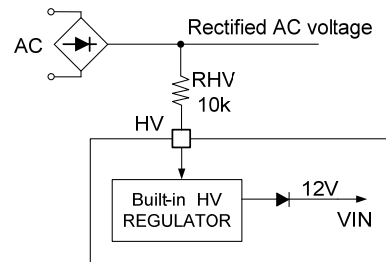 Rectified AC voltage
AC
RHV
10k
HV
Built-in HV
REGULATOR
12V
VIN